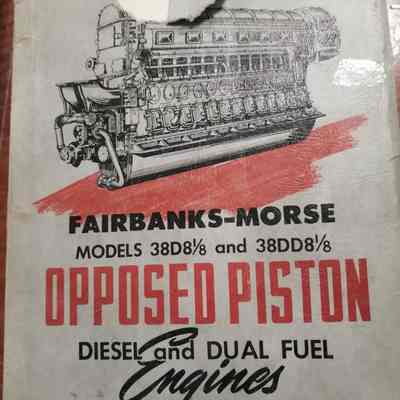 FAIRBANKS-MORSE
MODELS 38D8⅛ and 38DD8⅛
OPPOSED PISTON
DIESEL and DUAL FUEL
Engines